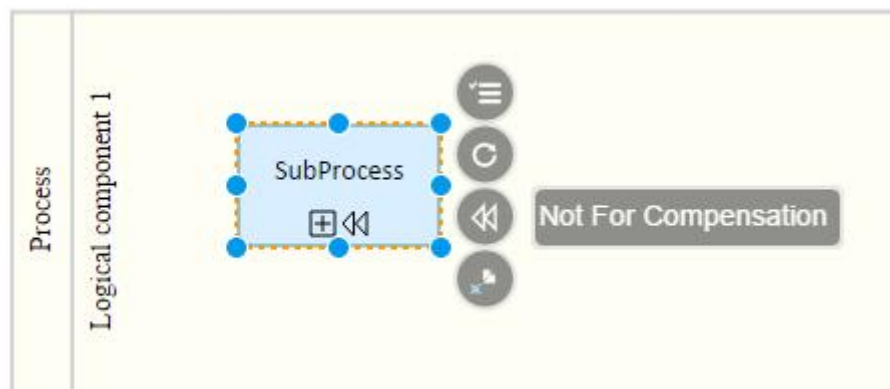 Process
Logical component 1
SubProcess
Not For Compensation